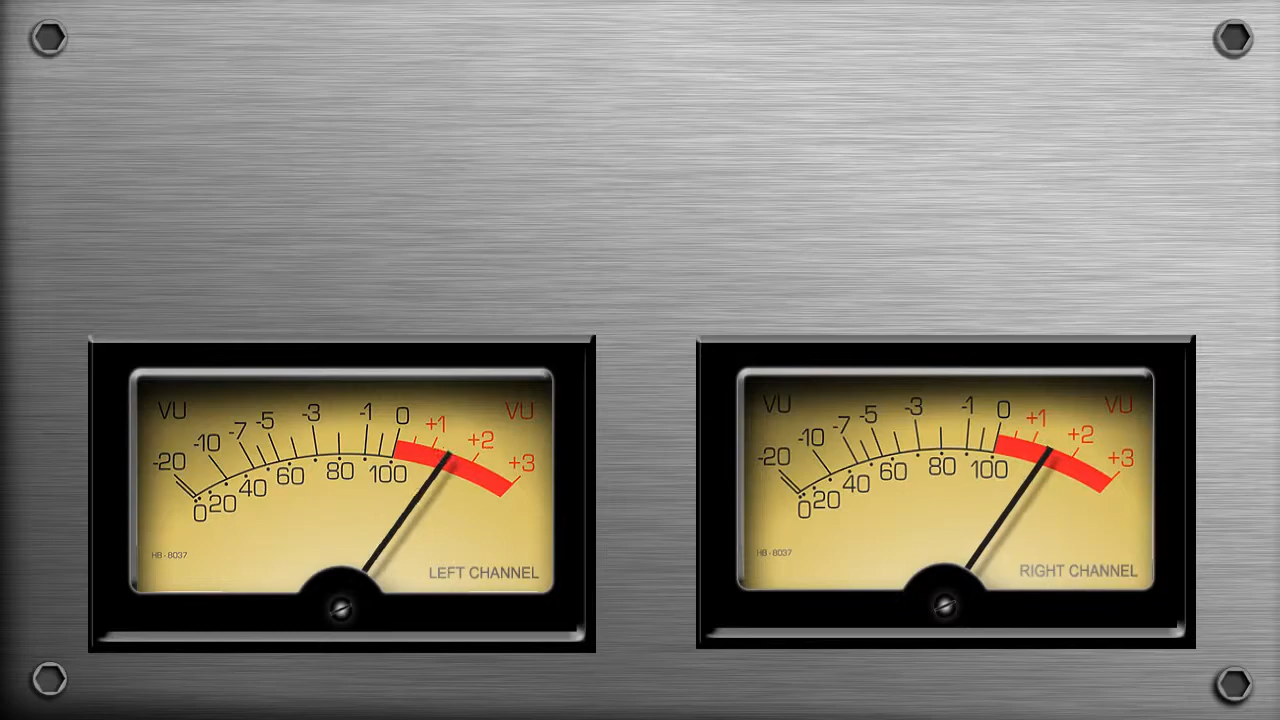 VU -20 -10 -7 -5 -3 -1 0 +1 +2 +3 VU
0 20 40 60 80 100
HB - 8037
LEFT CHANNEL
VU -20 -10 -7 -5 -3 -1 0 +1 +2 +3 VU
0 20 40 60 80 100
HB - 8037
RIGHT CHANNEL